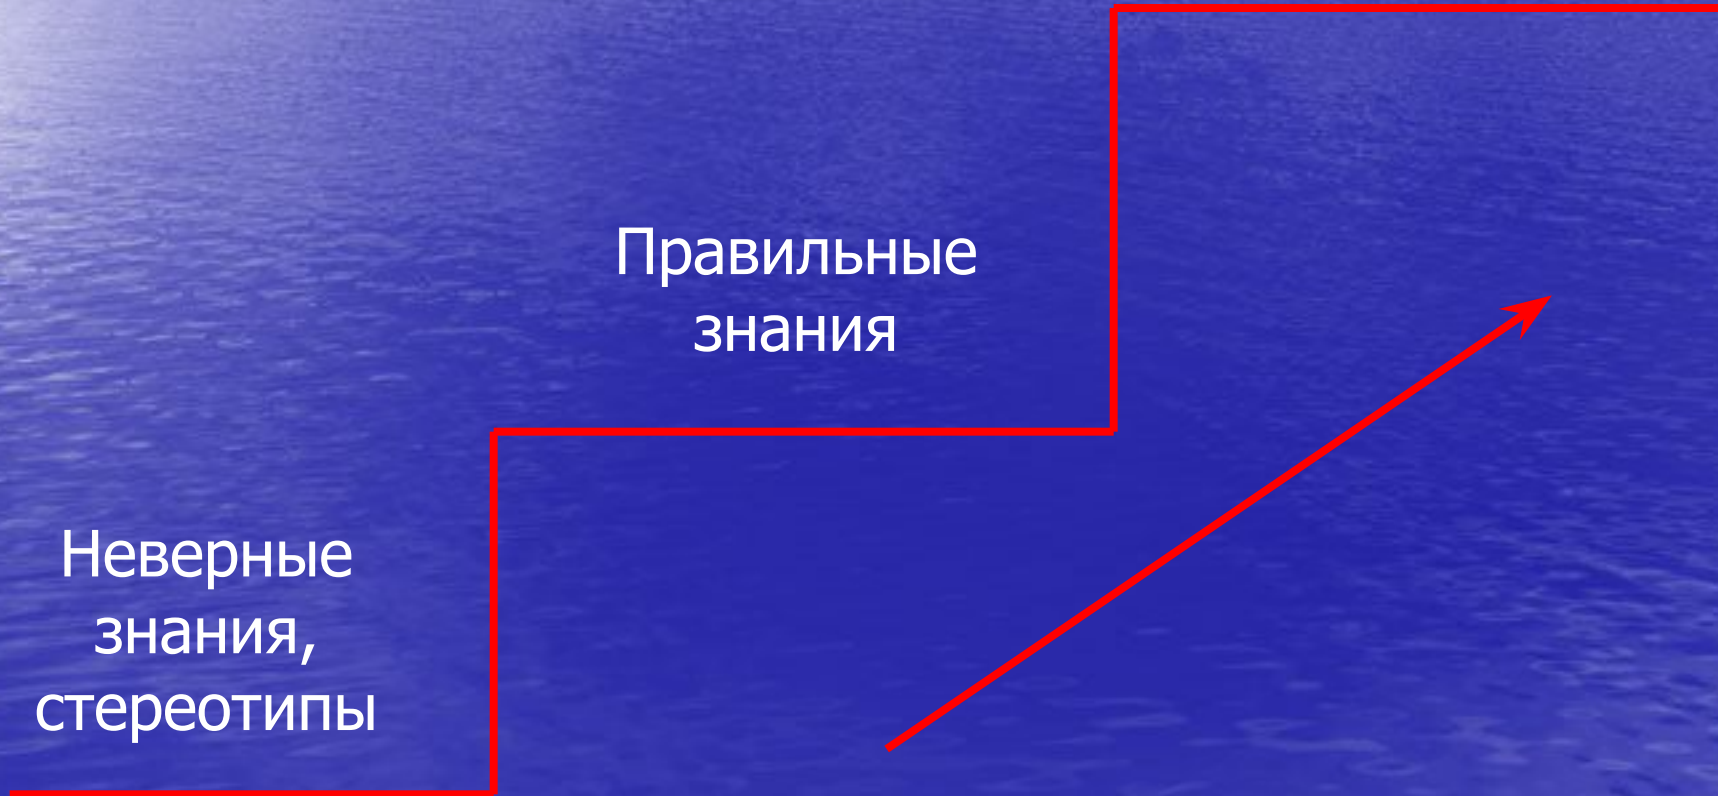 Правильные
знания
Неверные
знания,
стереотипы